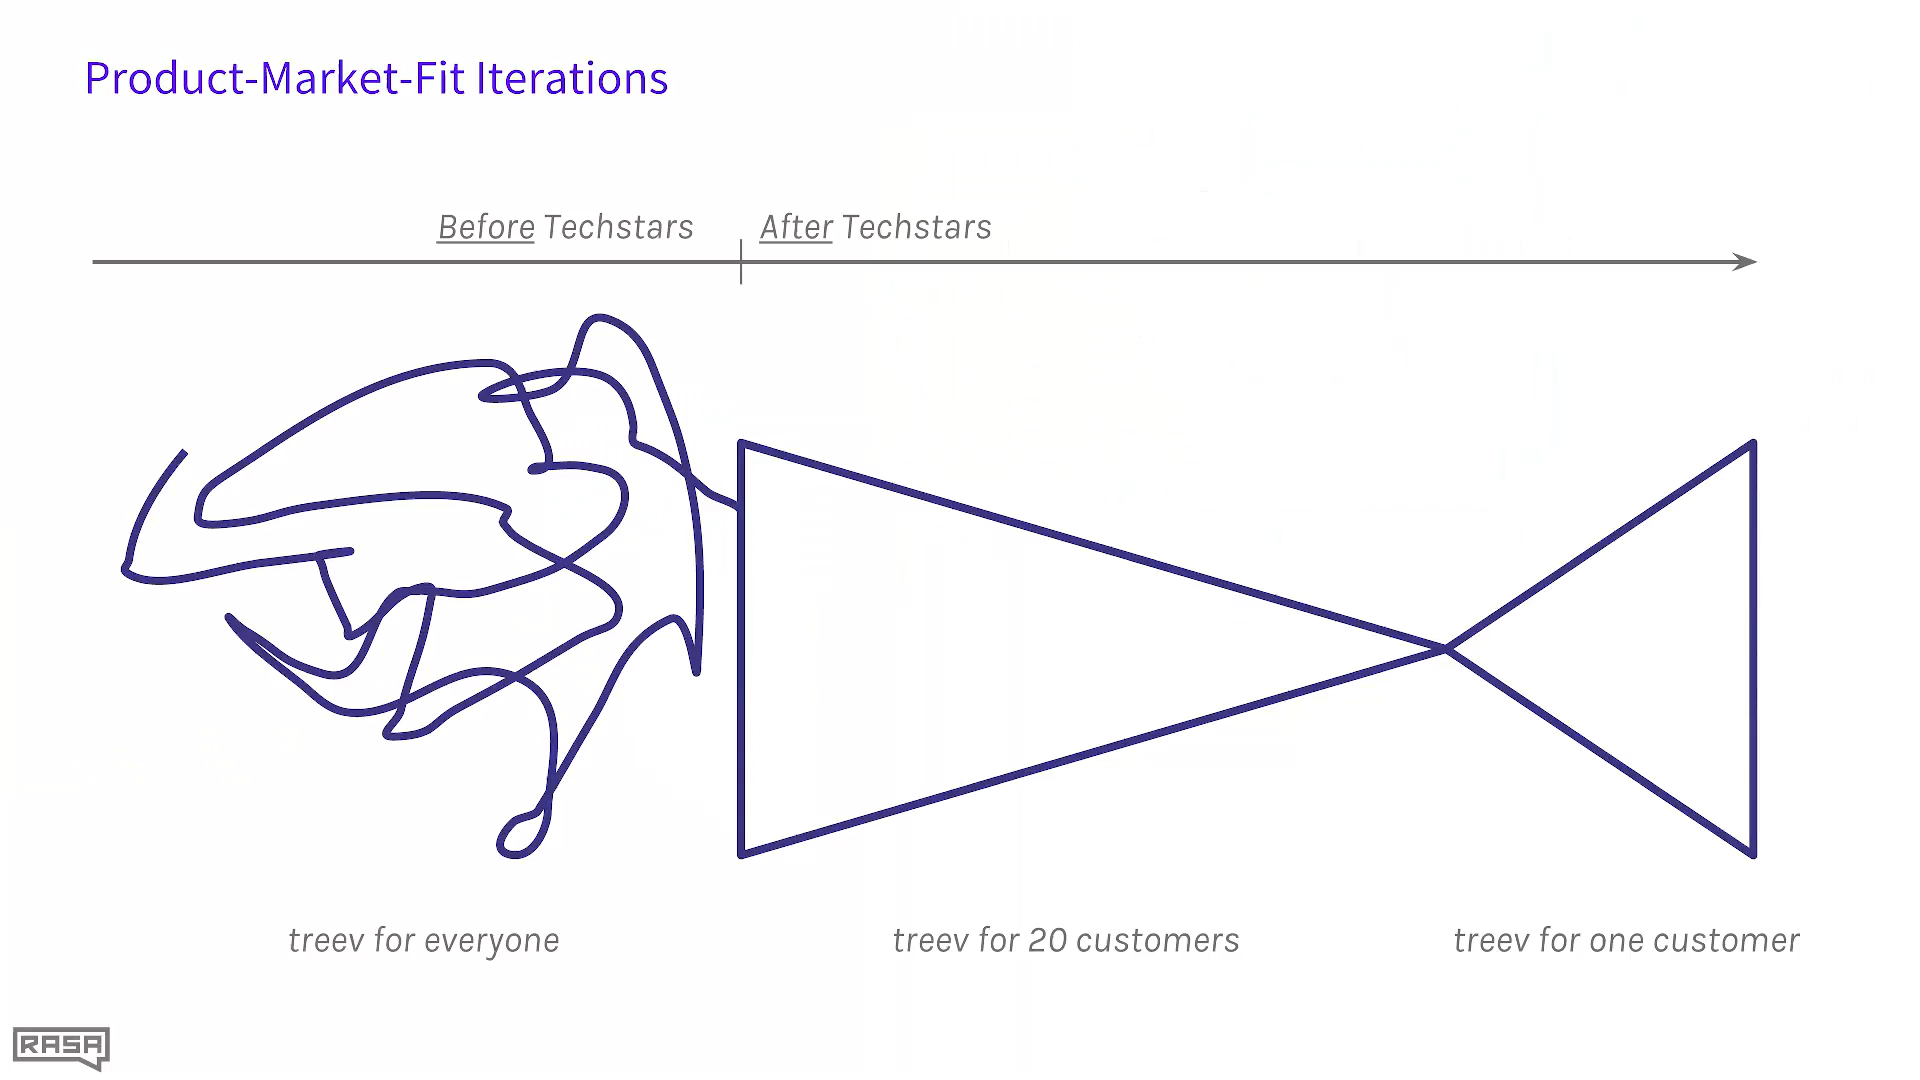 Product-Market-Fit Iterations
Before Techstars
After Techstars
treev for everyone
treev for 20 customers
treev for one customer
RASA